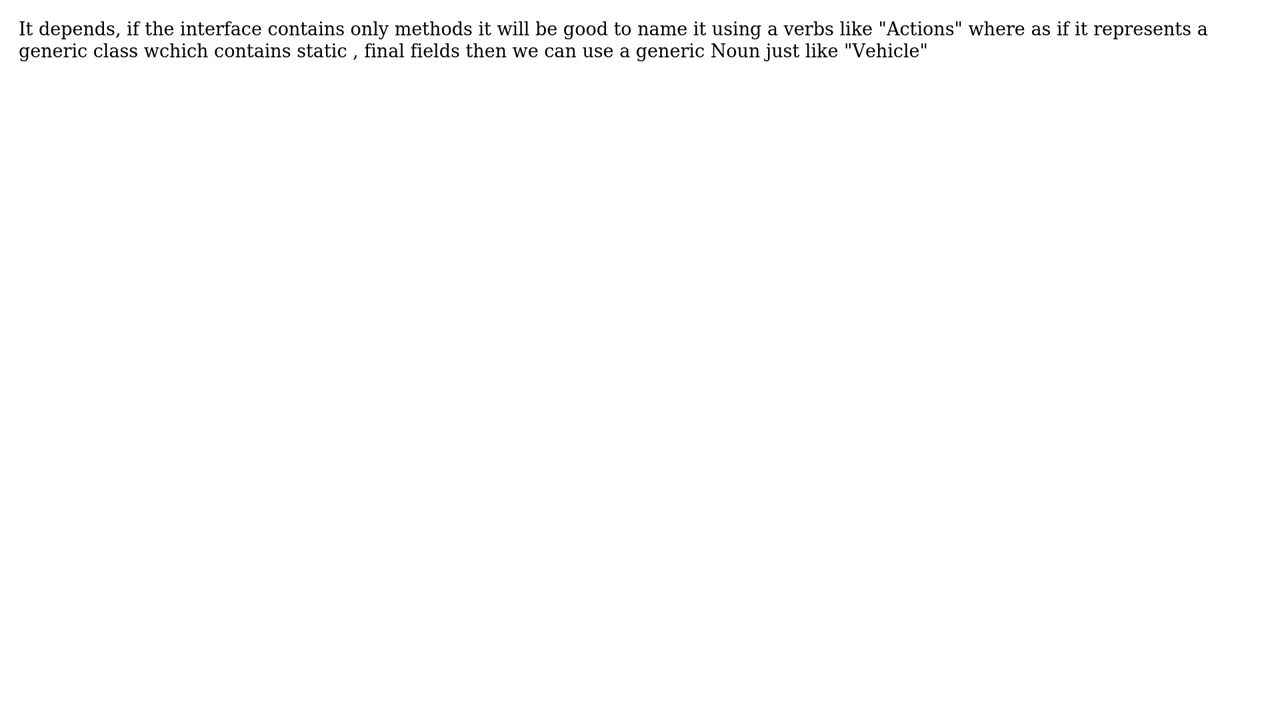 It depends, if the interface contains only methods it will be good to name it using a verbs like "Actions" where as if it represents a
generic class wchich contains static , final fields then we can use a generic Noun just like "Vehicle"